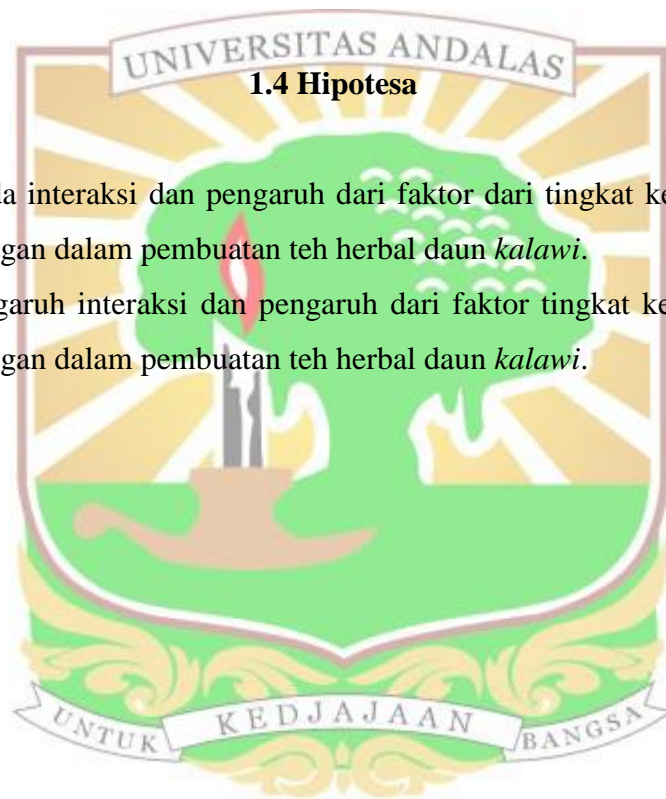 UNIVERSITAS ANDALAS
1.4 Hipotesa
interaksi dan pengaruh dari faktor dari tingkat ke
gan dalam pembuatan teh herbal daun kalawi.
garuh interaksi dan pengaruh dari faktor tingkat ke
gan dalam pembuatan teh herbal daun kalawi.
UNTUK KEDJAJAAN BANGSA